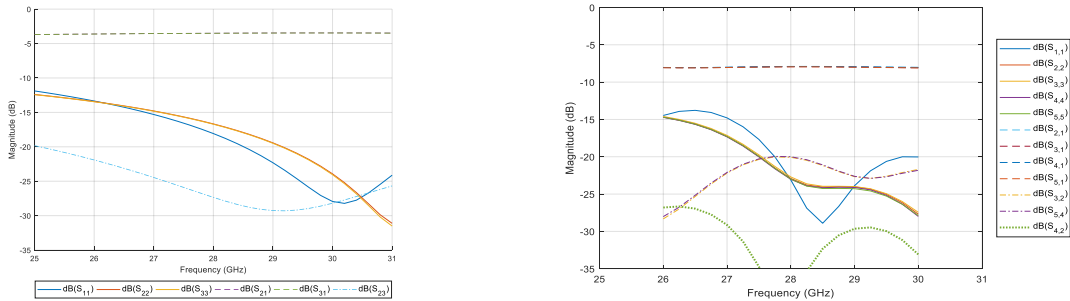 0
-5
-10
-15
-20
-25
-30
-35
25
26
27
28
29
30
31
Magnitude (dB)
Frequency (GHz)
dB(S11)
dB(S22)
dB(S33)
dB(S21)
dB(S31)
dB(S23)
0
-5
-10
-15
-20
-25
-30
-35
25
26
27
28
29
30
31
Magnitude (dB)
Frequency (GHz)
dB(S1,1)
dB(S2,2)
dB(S3,3)
dB(S4,4)
dB(S5,5)
dB(S2,1)
dB(S3,1)
dB(S4,1)
dB(S5,1)
dB(S3,2)
dB(S5,4)
dB(S4,2)